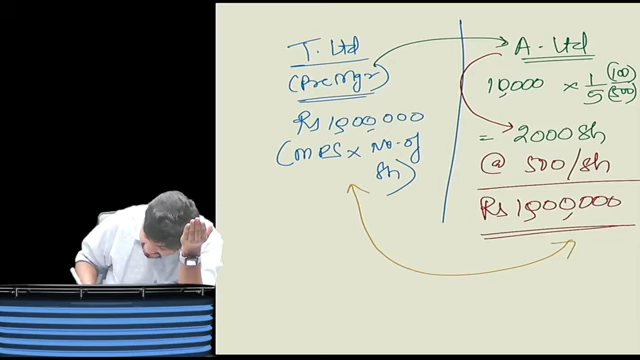 T. Ltd
(Pre Mgr)
Rs 1,000,000
(MPS × No. of
Sh)
A. Ltd
10,000 × 1/5 (100/500)
= 2000 Sh
@ 500/Sh
Rs 1,000,000